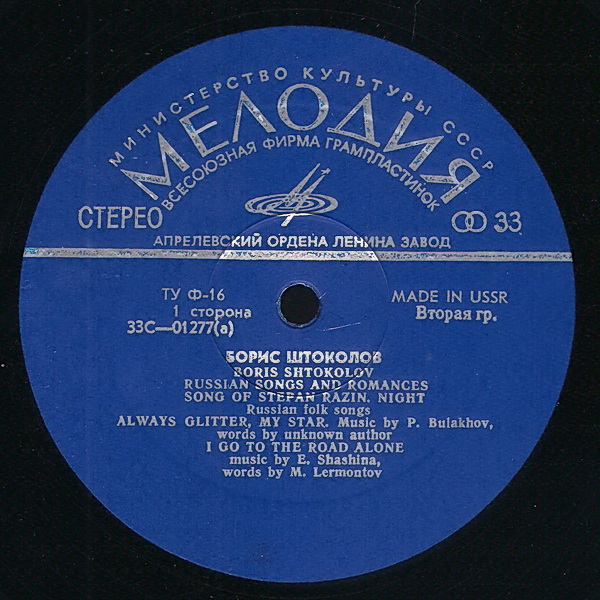 МИНИСТЕРСТВО КУЛЬТУРЫ СССР
МЕЛОДИЯ
ВСЕСОЮЗНАЯ ФИРМА ГРАМПЛАСТИНОК
СТЕРЕО
33
АПРЕЛЕВСКИЙ ОРДЕНА ЛЕНИНА ЗАВОД
ТУ Ф-16
1 сторона
33С—01277(а)
MADE IN USSR
Вторая гр.
БОРИС ШТОКОЛОВ
BORIS SHTOKOLOV
RUSSIAN SONGS AND ROMANCES
SONG OF STEPAN RAZIN. NIGHT
Russian folk songs
ALWAYS GLITTER, MY STAR. Music by P. Bulakhov,
words by unknown author
I GO TO THE ROAD ALONE
music by E. Shashina,
words by M. Lermontov